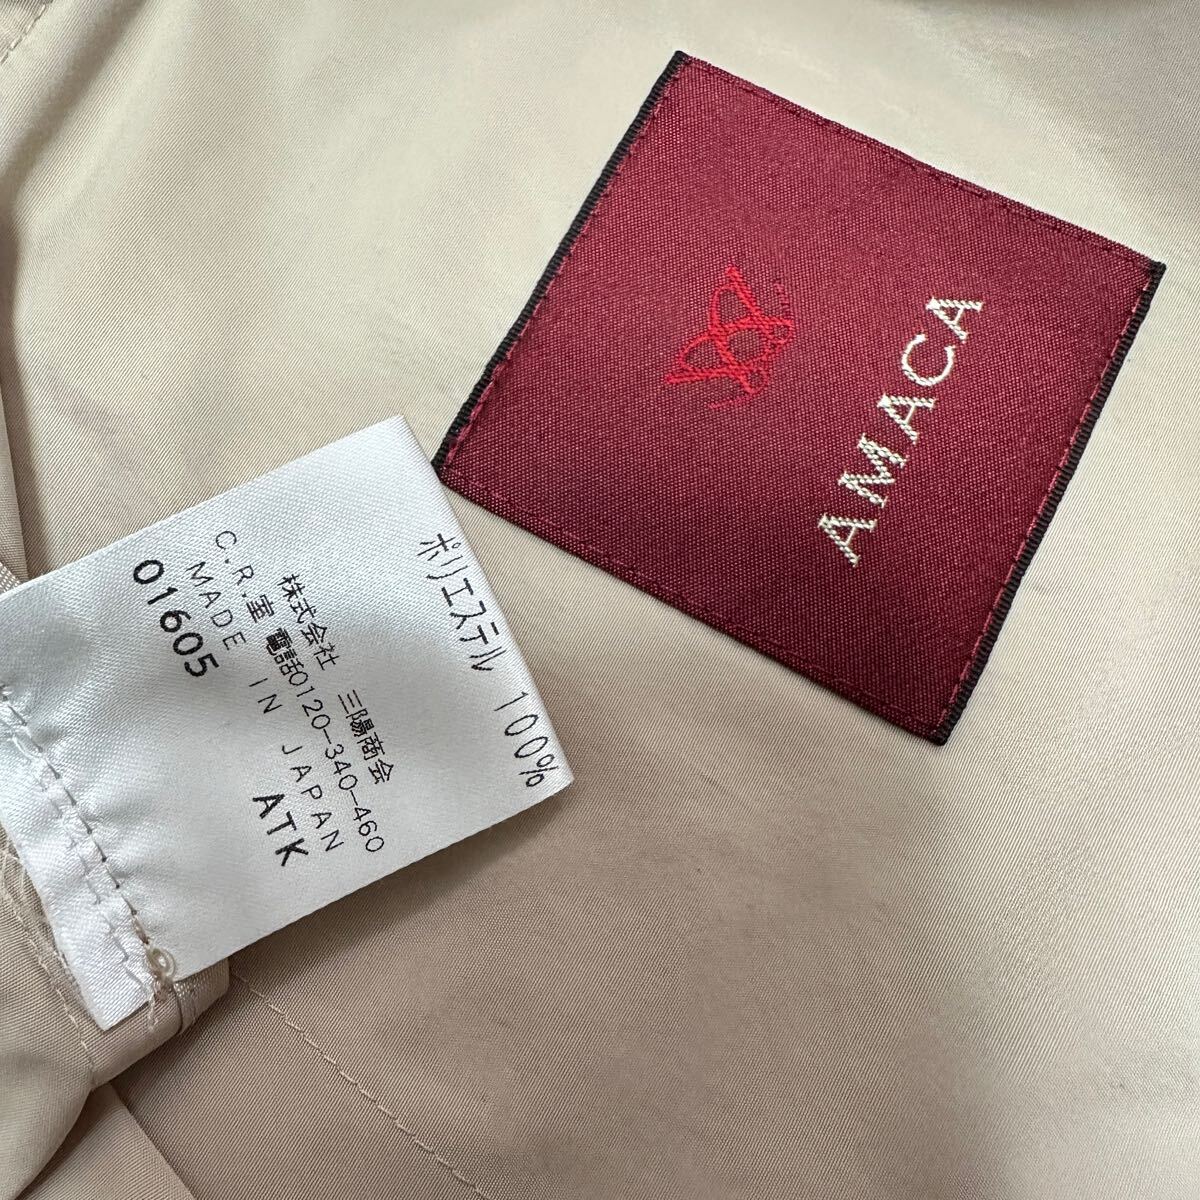 AMACA
ポリエステル 100%
株式会社 三陽商会
C.R.室 電話0120-340-460
MADE IN JAPAN
01605 ATK